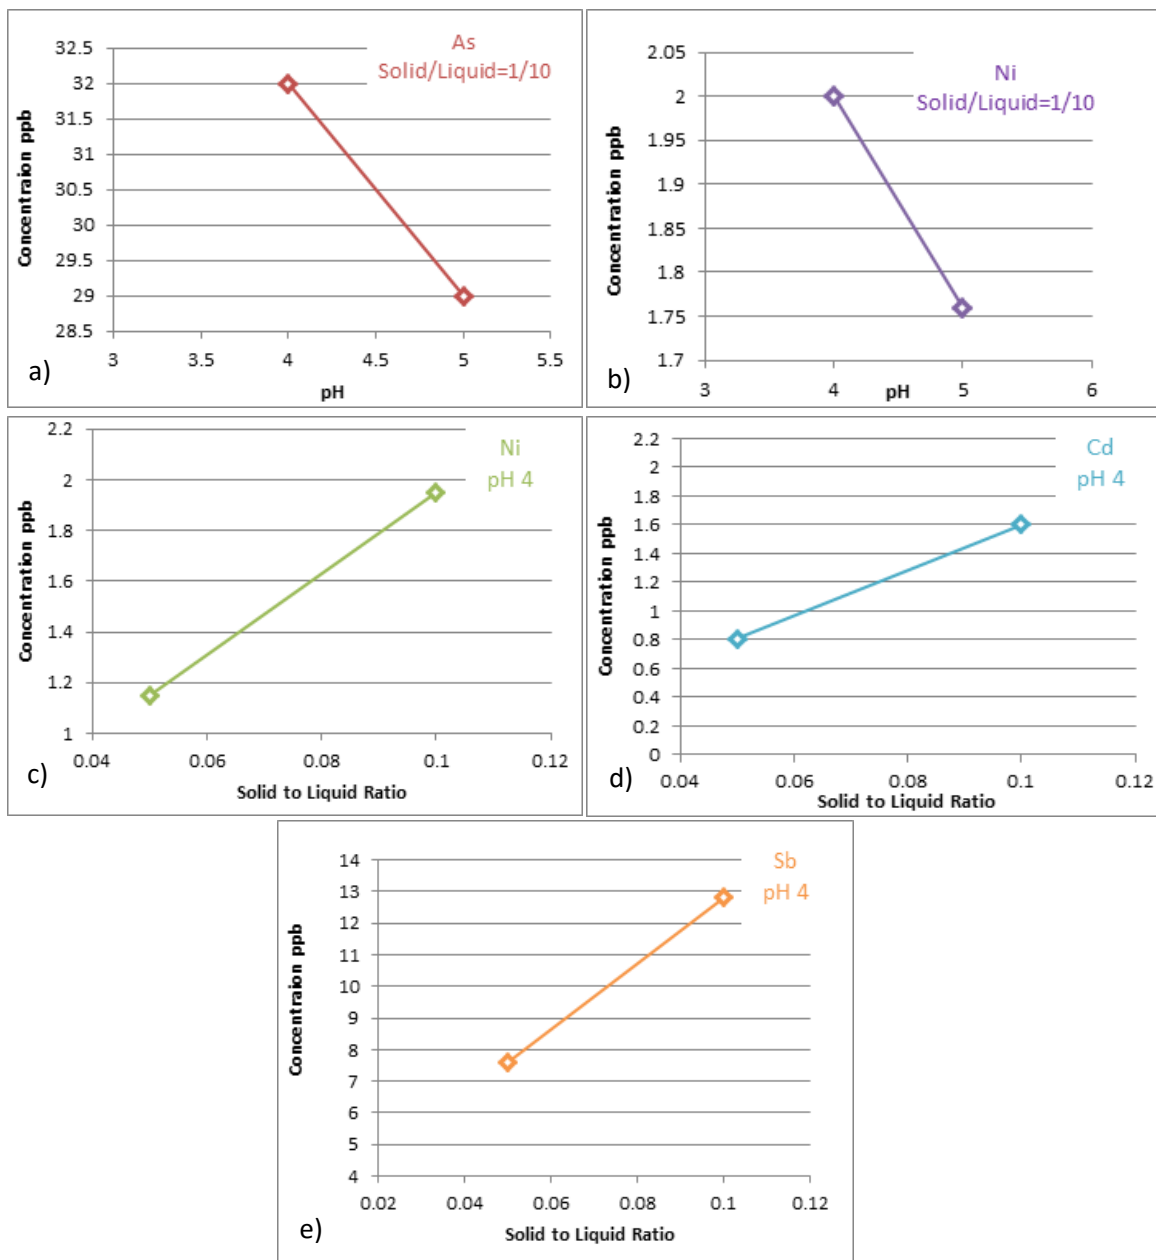 As
Solid/Liquid=1/10
Concentraion ppb
32.5
32
31.5
31
30.5
30
29.5
29
28.5
3 3.5 4 4.5 5 5.5
pH
a)
Ni
Solid/Liquid=1/10
Concentration ppb
2.05
2
1.95
1.9
1.85
1.8
1.75
1.7
3 4 5 6
pH
b)
Ni
pH 4
Concentration ppb
2.2
2
1.8
1.6
1.4
1.2
1
0.04 0.06 0.08 0.1 0.12
Solid to Liquid Ratio
c)
Cd
pH 4
Concentration ppb
2.2
2
1.8
1.6
1.4
1.2
1
0.8
0.6
0.4
0.2
0
0.04 0.06 0.08 0.1 0.12
Solid to Liquid Ratio
d)
Sb
pH 4
Concentraion ppb
14
13
12
11
10
9
8
7
6
5
4
0.02 0.04 0.06 0.08 0.1 0.12
Solid to Liquid Ratio
e)